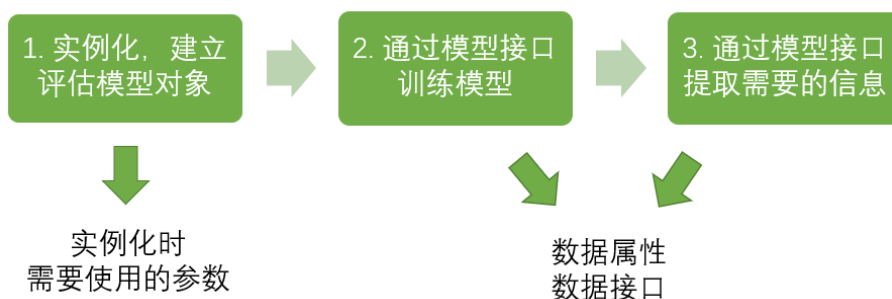 1. 实例化，建立
评估模型对象
2. 通过模型接口
训练模型
3. 通过模型接口
提取需要的信息
实例化时
需要使用的参数
数据属性
数据接口